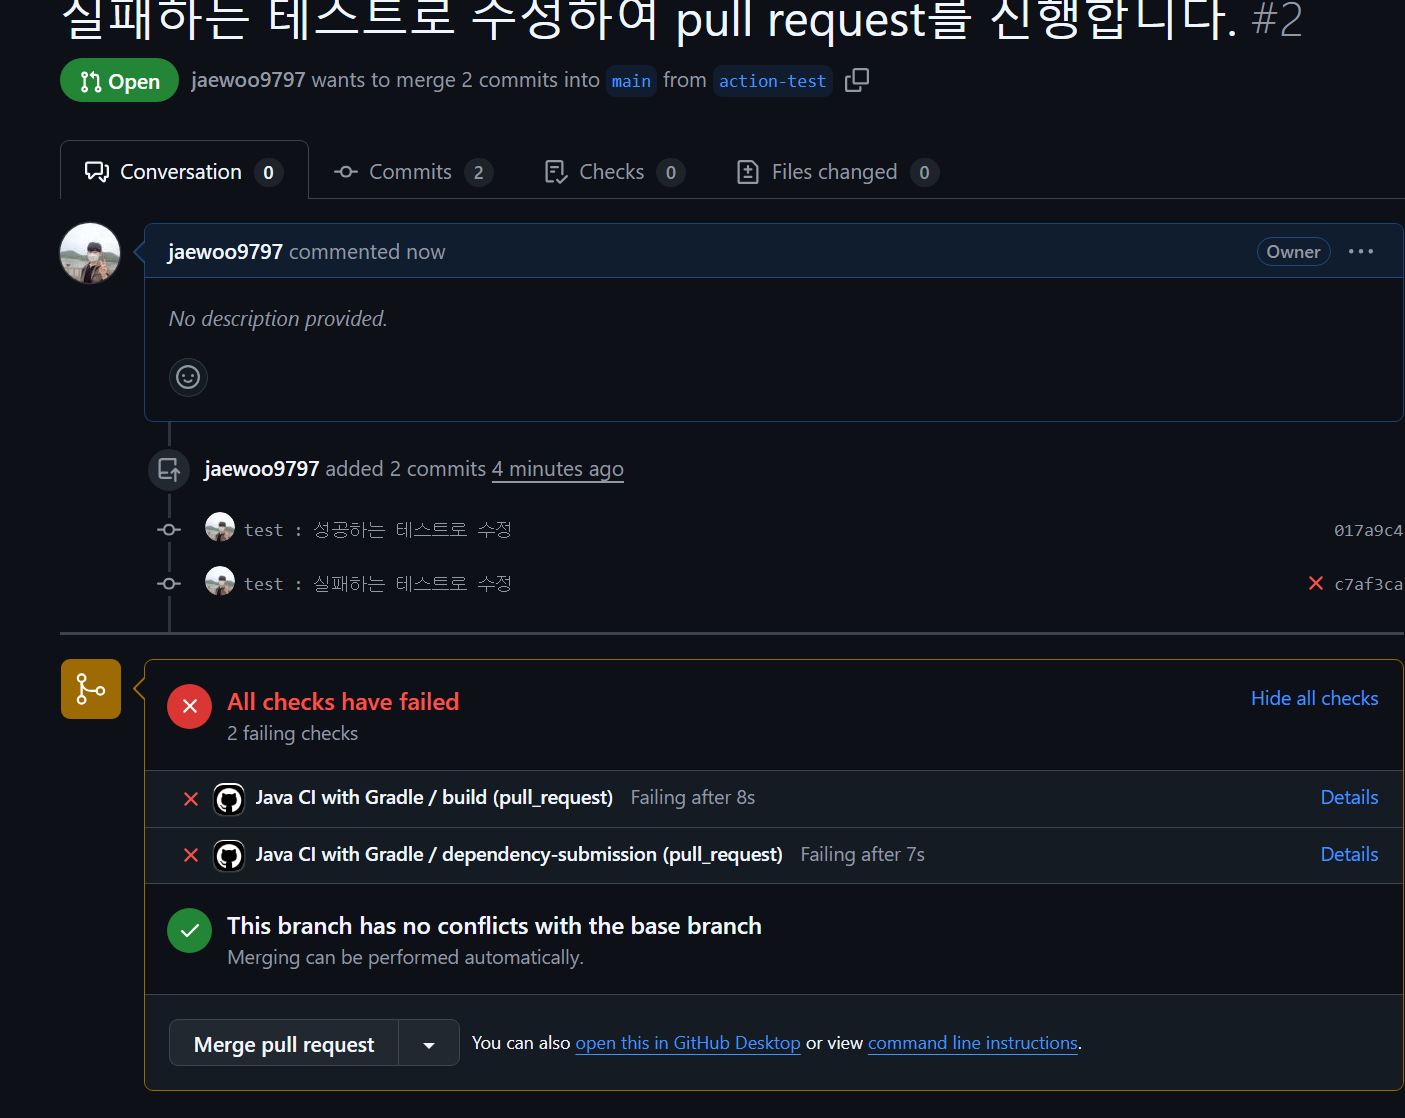 실패하는 테스트로 수정하여 pull request를 진행합니다. #2
Open jaewoo9797 wants to merge 2 commits into main from action-test
Conversation 0 Commits 2 Checks 0 Files changed 0
jaewoo9797 commented now Owner
No description provided.
jaewoo9797 added 2 commits 4 minutes ago
test : 성공하는 테스트로 수정 017a9c4
test : 실패하는 테스트로 수정 c7af3ca
All checks have failed Hide all checks
2 failing checks
Java CI with Gradle / build (pull_request) Failing after 8s Details
Java CI with Gradle / dependency-submission (pull_request) Failing after 7s Details
This branch has no conflicts with the base branch
Merging can be performed automatically.
Merge pull request You can also open this in GitHub Desktop or view command line instructions.